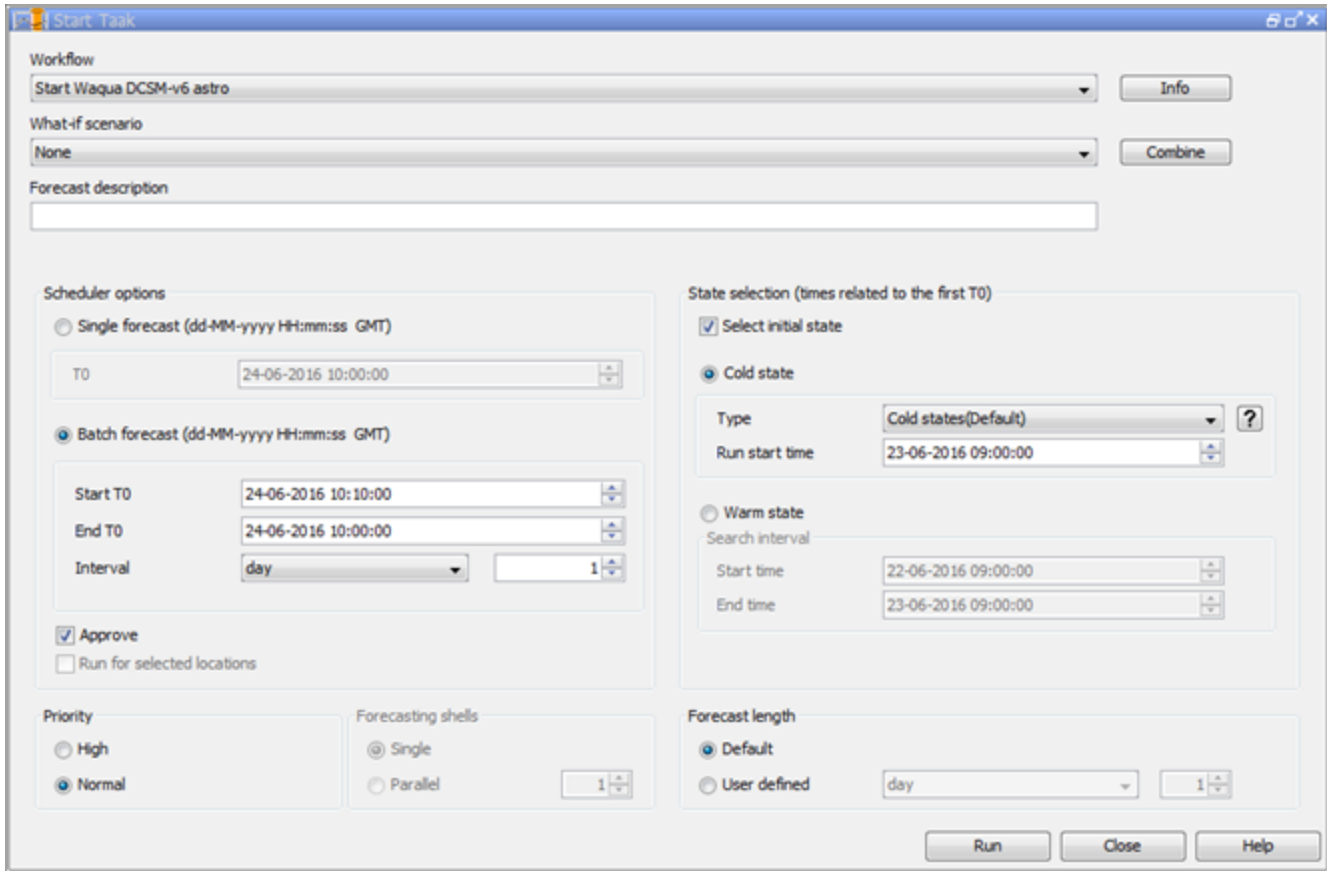 Start Taak
Workflow
Start Waqua DCSM-v6 astro
Info
What-if scenario
None
Combine
Forecast description
Scheduler options
Single forecast (dd-MM-yyyy HH:mm:ss GMT)
T0 24-06-2016 10:00:00
Batch forecast (dd-MM-yyyy HH:mm:ss GMT)
Start T0 24-06-2016 10:10:00
End T0 24-06-2016 10:00:00
Interval day 1
Approve
Run for selected locations
State selection (times related to the first T0)
Select initial state
Cold state
Type Cold states(Default) ?
Run start time 23-06-2016 09:00:00
Warm state
Search interval
Start time 22-06-2016 09:00:00
End time 23-06-2016 09:00:00
Priority
High
Normal
Forecasting shells
Single
Parallel 1
Forecast length
Default
User defined day 1
Run Close Help